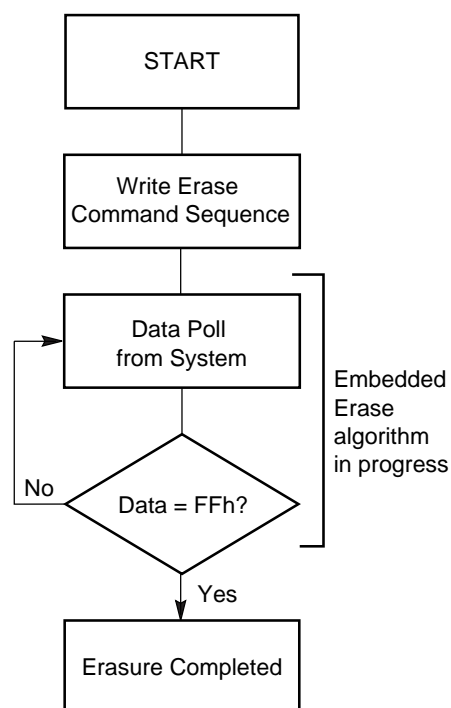 START
Write Erase
Command Sequence
Data Poll
from System
Embedded
Erase
algorithm
in progress
No
Data = FFh?
Yes
Erasure Completed